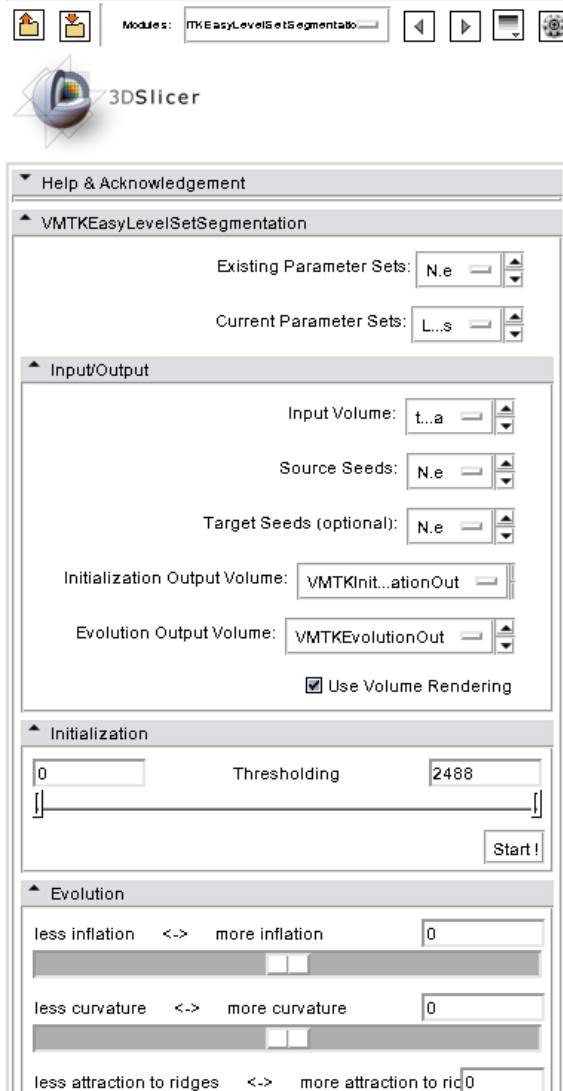 Modules: ITKEasyLevelSetSegmentatio
3DSlicer
Help & Acknowledgement
VMTKEasyLevelSetSegmentation
Existing Parameter Sets: N.e
Current Parameter Sets: L...s
Input/Output
Input Volume: t...a
Source Seeds: N.e
Target Seeds (optional): N.e
Initialization Output Volume: VMTKInit...ationOut
Evolution Output Volume: VMTKEvolutionOut
Use Volume Rendering
Initialization
0 Thresholding 2488
Start!
Evolution
less inflation <-> more inflation 0
less curvature <-> more curvature 0
less attraction to ridges <-> more attraction to ric 0